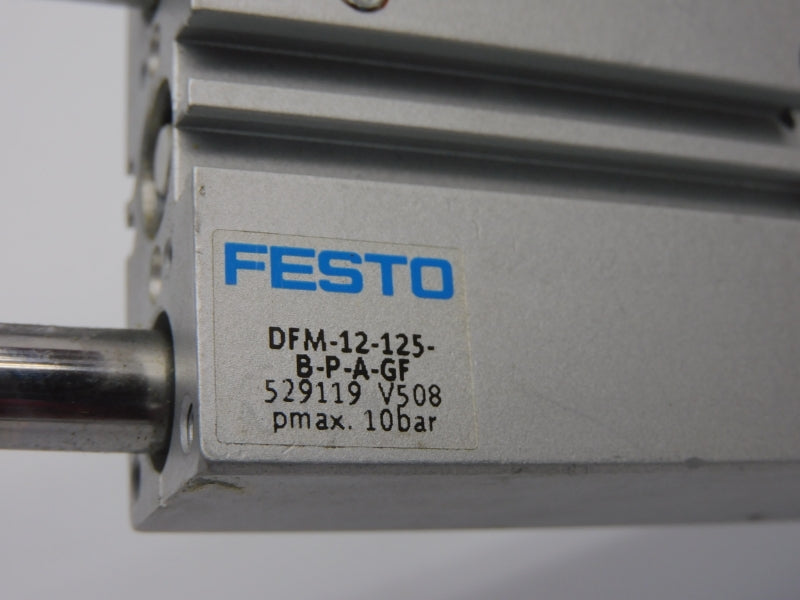 FESTO
DFM-12-125-
B-P-A-GF
529119 V508
pmax. 10bar